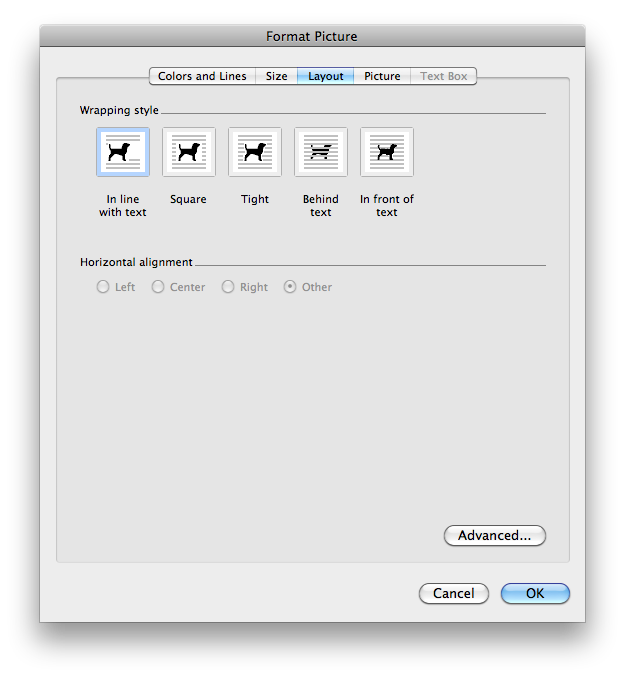 Format Picture
Colors and Lines Size Layout Picture Text Box
Wrapping style
In line with text
Square
Tight
Behind text
In front of text
Horizontal alignment
Left Center Right Other
Advanced...
Cancel OK